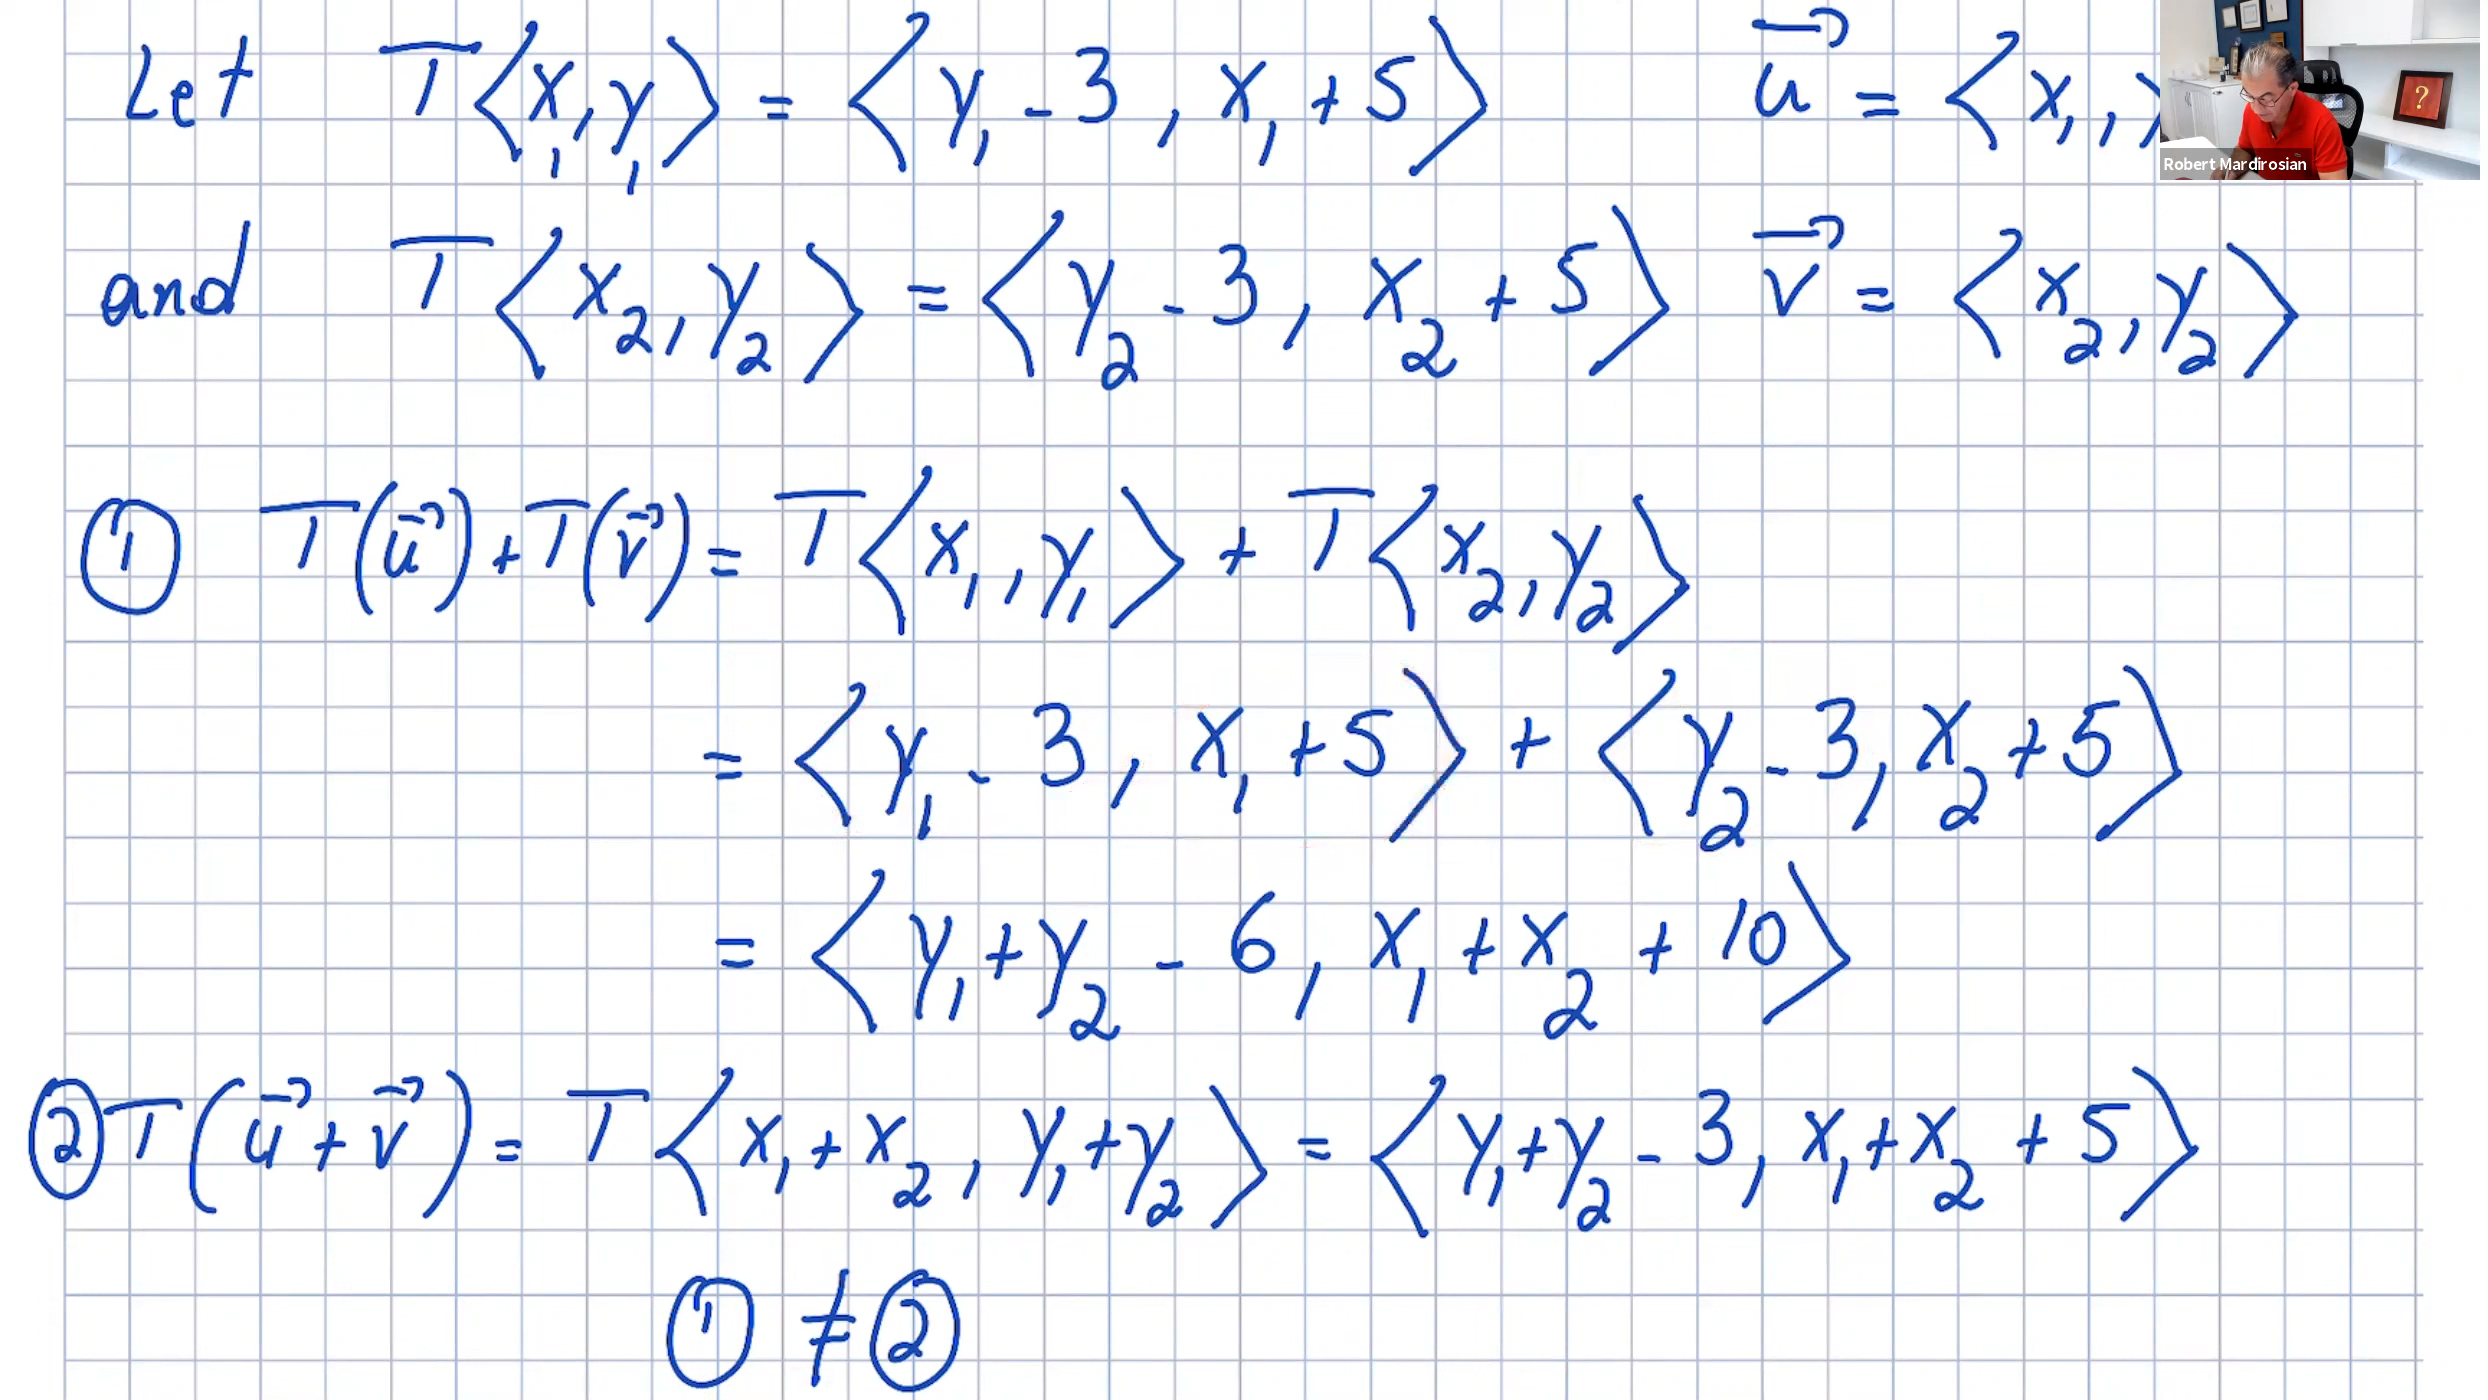 Let T⟨x₁, y₁⟩ = ⟨y₁ - 3, x₁ + 5⟩ u⃗ = ⟨x₁,
and T⟨x₂, y₂⟩ = ⟨y₂ - 3, x₂ + 5⟩ v⃗ = ⟨x₂, y₂⟩
① T(u⃗) + T(v⃗) = T⟨x₁, y₁⟩ + T⟨x₂, y₂⟩
= ⟨y₁ - 3, x₁ + 5⟩ + ⟨y₂ - 3, x₂ + 5⟩
= ⟨y₁ + y₂ - 6, x₁ + x₂ + 10⟩
② T(u⃗ + v⃗) = T⟨x₁ + x₂, y₁ + y₂⟩ = ⟨y₁ + y₂ - 3, x₁ + x₂ + 5⟩
① ≠ ②
?
Robert Mardirosian